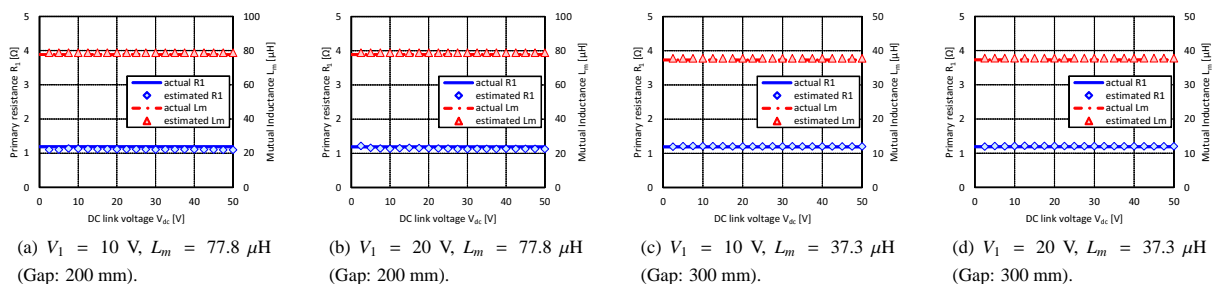 Primary resistance R₁ [Ω]
5
4
3
2
1
0
100
80
60
40
20
0
Mutual Inductance Lₘ [μH]
actual R1
estimated R1
actual Lm
estimated Lm
0 10 20 30 40 50
DC link voltage V_dc [V]
(a) V₁ = 10 V, Lₘ = 77.8 μH
(Gap: 200 mm).
Primary resistance R₁ [Ω]
5
4
3
2
1
0
100
80
60
40
20
0
Mutual Inductance Lₘ [μH]
actual R1
estimated R1
actual Lm
estimated Lm
0 10 20 30 40 50
DC link voltage V_dc [V]
(b) V₁ = 20 V, Lₘ = 77.8 μH
(Gap: 200 mm).
Primary resistance R₁ [Ω]
5
4
3
2
1
0
50
40
30
20
10
0
Mutual Inductance Lₘ [μH]
actual R1
estimated R1
actual Lm
estimated Lm
0 10 20 30 40 50
DC link voltage V_dc [V]
(c) V₁ = 10 V, Lₘ = 37.3 μH
(Gap: 300 mm).
Primary resistance R₁ [Ω]
5
4
3
2
1
0
50
40
30
20
10
0
Mutual Inductance Lₘ [μH]
actual R1
estimated R1
actual Lm
estimated Lm
0 10 20 30 40 50
DC link voltage V_dc [V]
(d) V₁ = 20 V, Lₘ = 37.3 μH
(Gap: 300 mm).